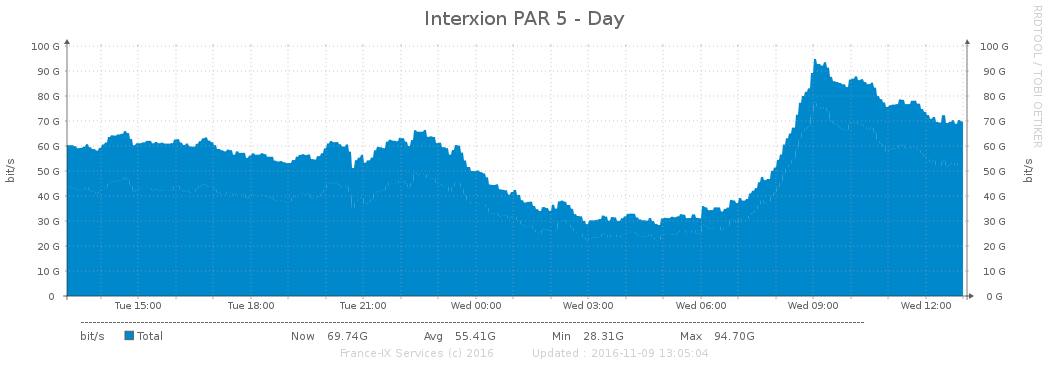 Interxion PAR 5 - Day
RRDTOOL / TOBI OETIKER
100 G 100 G
90 G 90 G
80 G 80 G
70 G 70 G
60 G 60 G
50 G 50 G
40 G 40 G
30 G 30 G
20 G 20 G
10 G 10 G
0 0 G
bit/s bit/s
Tue 15:00 Tue 18:00 Tue 21:00 Wed 00:00 Wed 03:00 Wed 06:00 Wed 09:00 Wed 12:00
bit/s Total Now 69.74G Avg 55.41G Min 28.31G Max 94.70G
France-IX Services (c) 2016 Updated : 2016-11-09 13:05:04